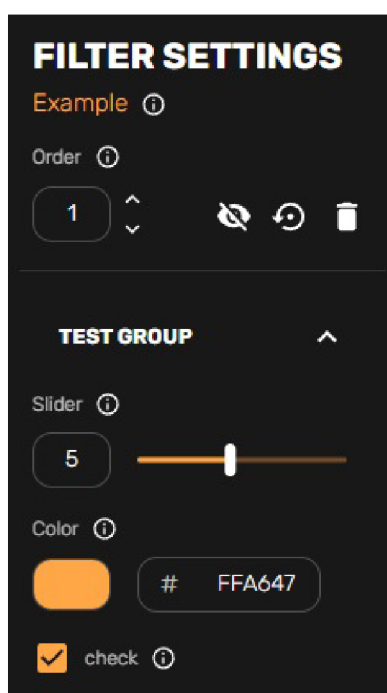 FILTER SETTINGS
Example
Order
1
TEST GROUP
Slider
5
Color
# FFA647
check